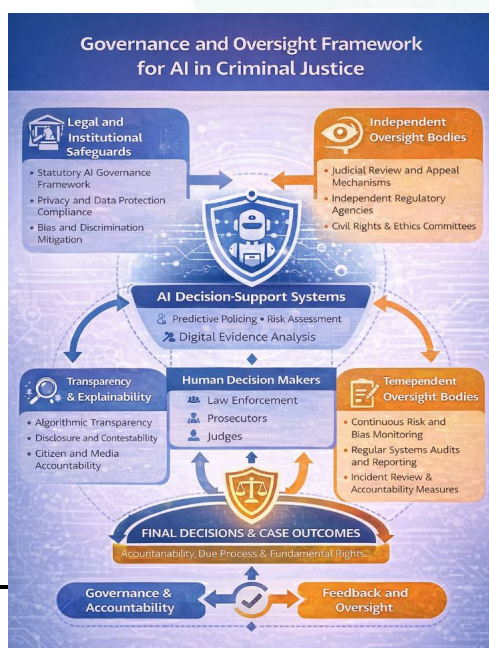 Governance and Oversight Framework
for AI in Criminal Justice
Legal and
Institutional
Safeguards
• Statutory AI Governance
Framework
• Privacy and Data Protection
Compliance
• Bias and Discrimination
Mitigation
Independent
Oversight Bodies
• Judicial Review and Appeal
Mechanisms
• Independent Regulatory
Agencies
• Civil Rights & Ethics Committees
AI Decision-Support Systems
Predictive Policing • Risk Assessment
Digital Evidence Analysis
Transparency
& Explainability
• Algorithmic Transparency
• Disclosure and Contestability
• Citizen and Media
Accountability
Human Decision Makers
Law Enforcement
Prosecutors
Judges
Temependent
Oversight Bodies
• Continuous Risk and
Bias Monitoring
• Regular Systems Audits
and Reporting
• Incident Review &
Accountability Measures
FINAL DECISIONS & CASE OUTCOMES
Accountanability, Due Process & Fundamental Rights.
Governance &
Accountability
Feedback and
Oversight